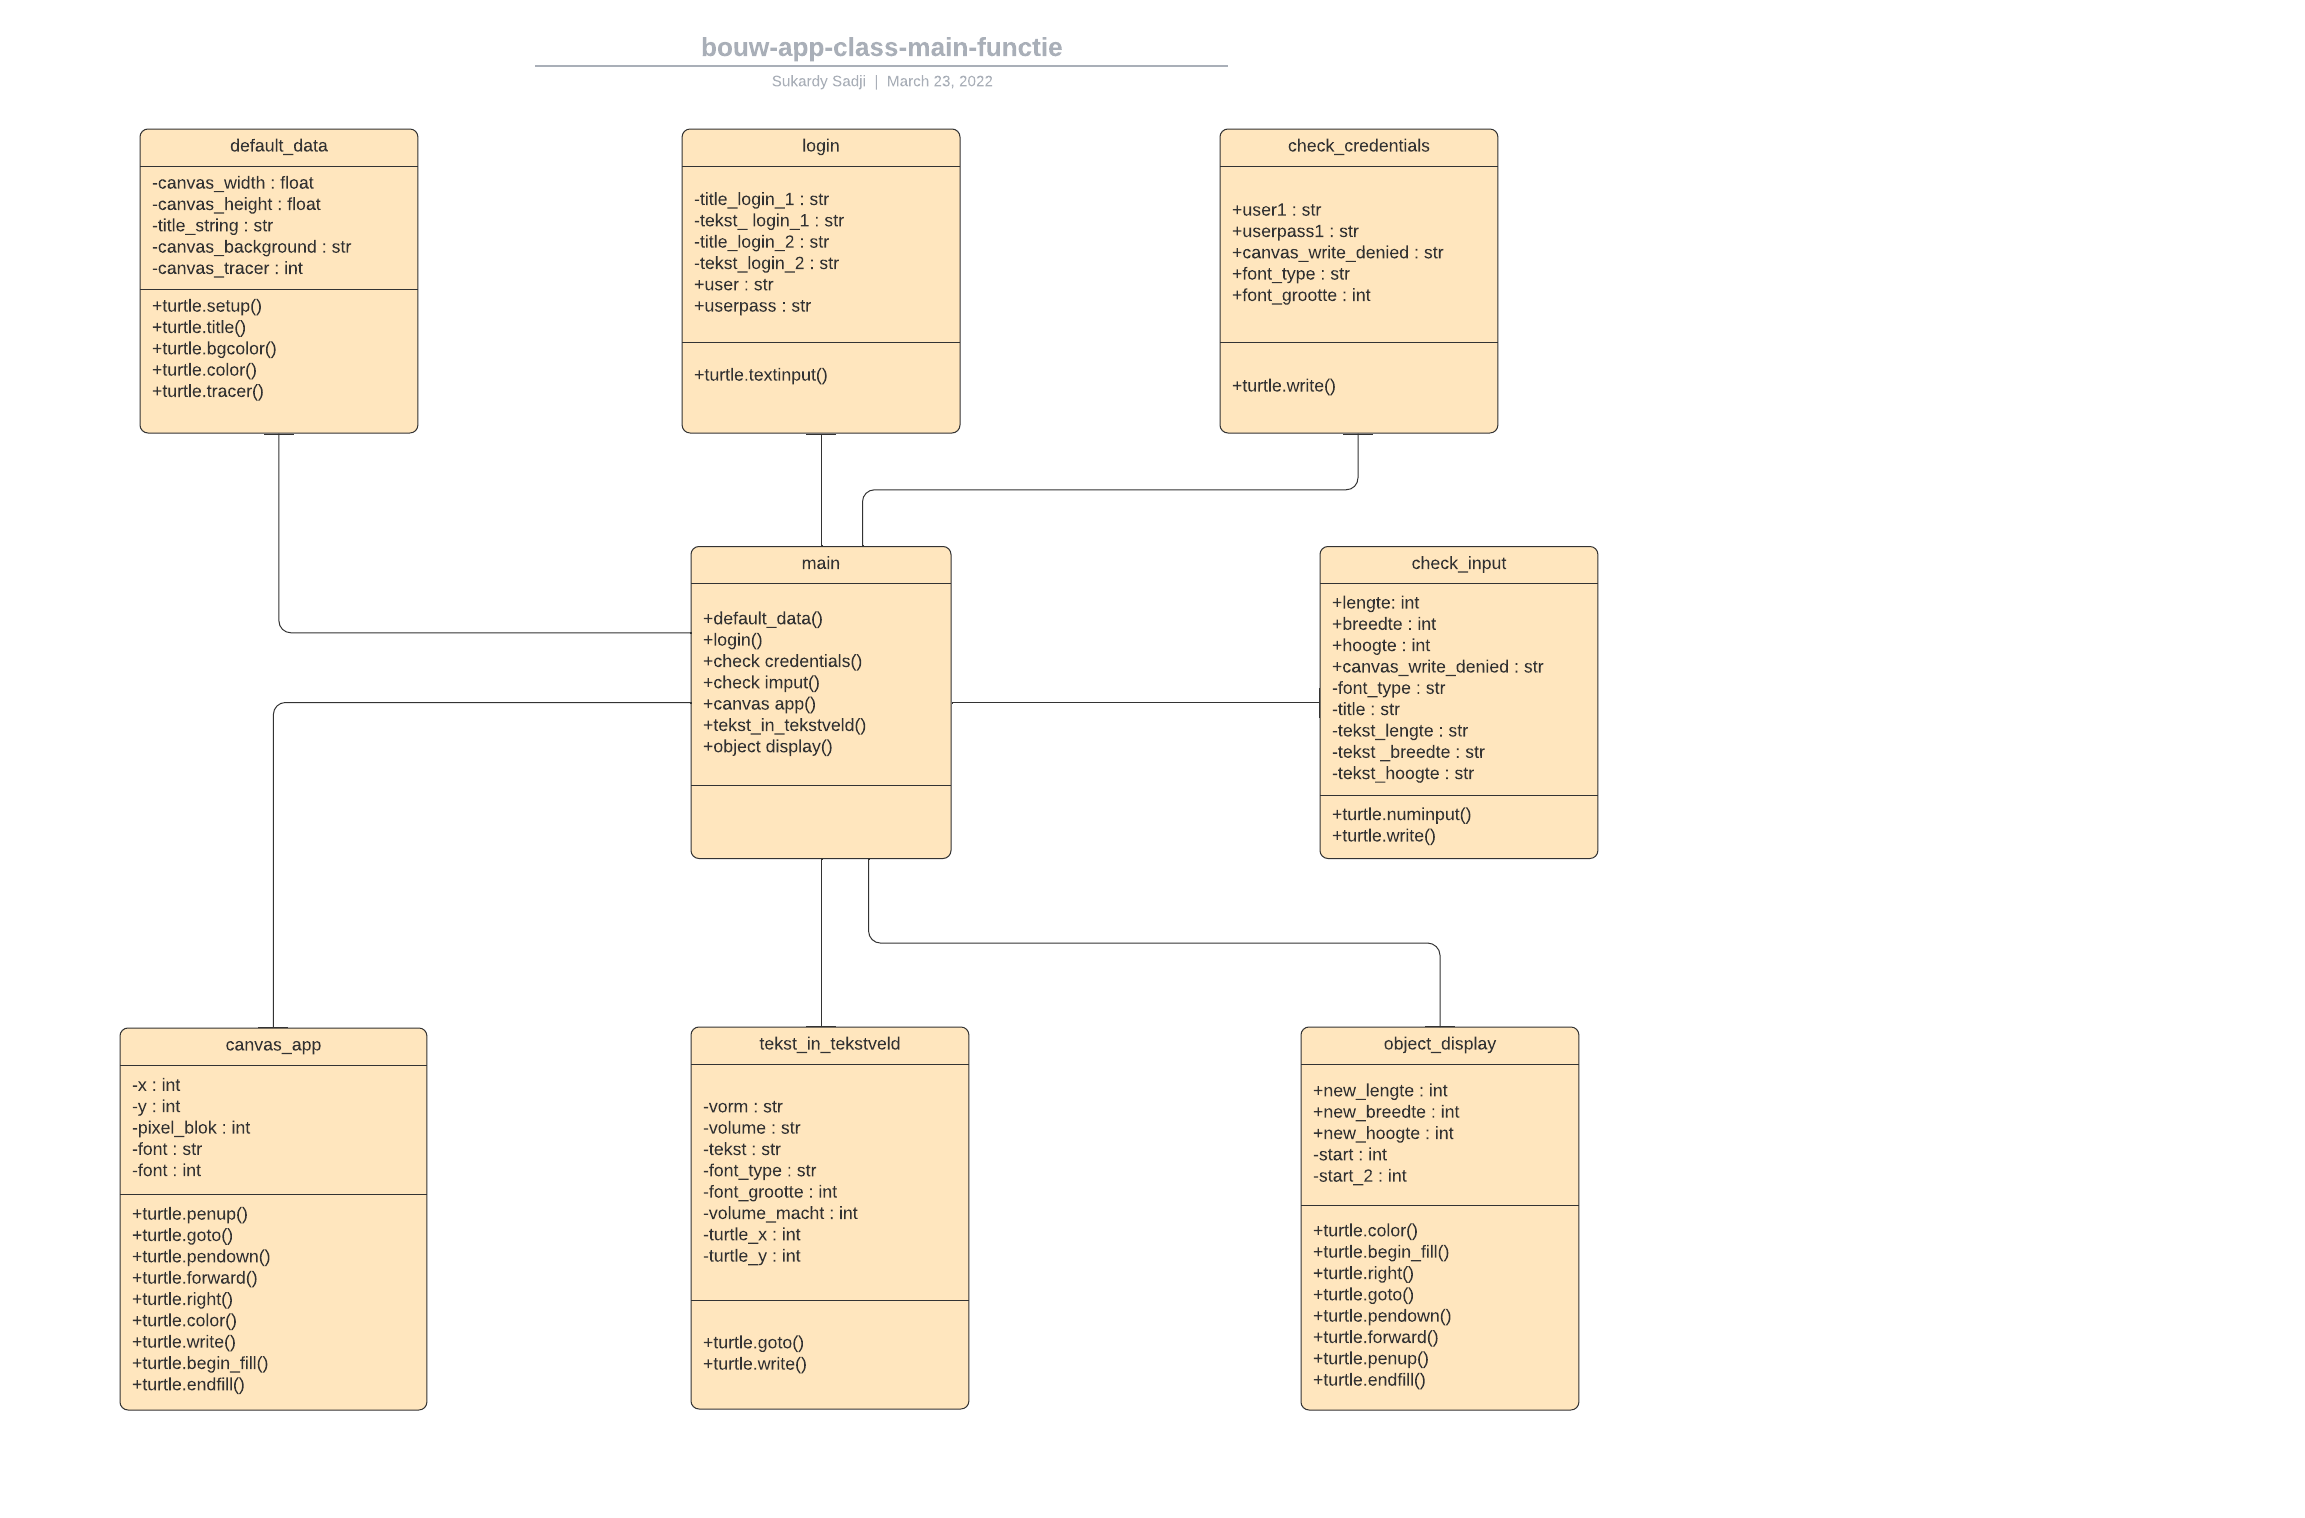 bouw-app-class-main-functie
Sukardy Sadji | March 23, 2022
default_data
-canvas_width : float
-canvas_height : float
-title_string : str
-canvas_background : str
-canvas_tracer : int
+turtle.setup()
+turtle.title()
+turtle.bgcolor()
+turtle.color()
+turtle.tracer()
login
-title_login_1 : str
-tekst_ login_1 : str
-title_login_2 : str
-tekst_login_2 : str
+user : str
+userpass : str
+turtle.textinput()
check_credentials
+user1 : str
+userpass1 : str
+canvas_write_denied : str
+font_type : str
+font_grootte : int
+turtle.write()
main
+default_data()
+login()
+check credentials()
+check imput()
+canvas app()
+tekst_in_tekstveld()
+object display()
check_input
+lengte: int
+breedte : int
+hoogte : int
+canvas_write_denied : str
-font_type : str
-title : str
-tekst_lengte : str
-tekst _breedte : str
-tekst_hoogte : str
+turtle.numinput()
+turtle.write()
canvas_app
-x : int
-y : int
-pixel_blok : int
-font : str
-font : int
+turtle.penup()
+turtle.goto()
+turtle.pendown()
+turtle.forward()
+turtle.right()
+turtle.color()
+turtle.write()
+turtle.begin_fill()
+turtle.endfill()
tekst_in_tekstveld
-vorm : str
-volume : str
-tekst : str
-font_type : str
-font_grootte : int
-volume_macht : int
-turtle_x : int
-turtle_y : int
+turtle.goto()
+turtle.write()
object_display
+new_lengte : int
+new_breedte : int
+new_hoogte : int
-start : int
-start_2 : int
+turtle.color()
+turtle.begin_fill()
+turtle.right()
+turtle.goto()
+turtle.pendown()
+turtle.forward()
+turtle.penup()
+turtle.endfill()